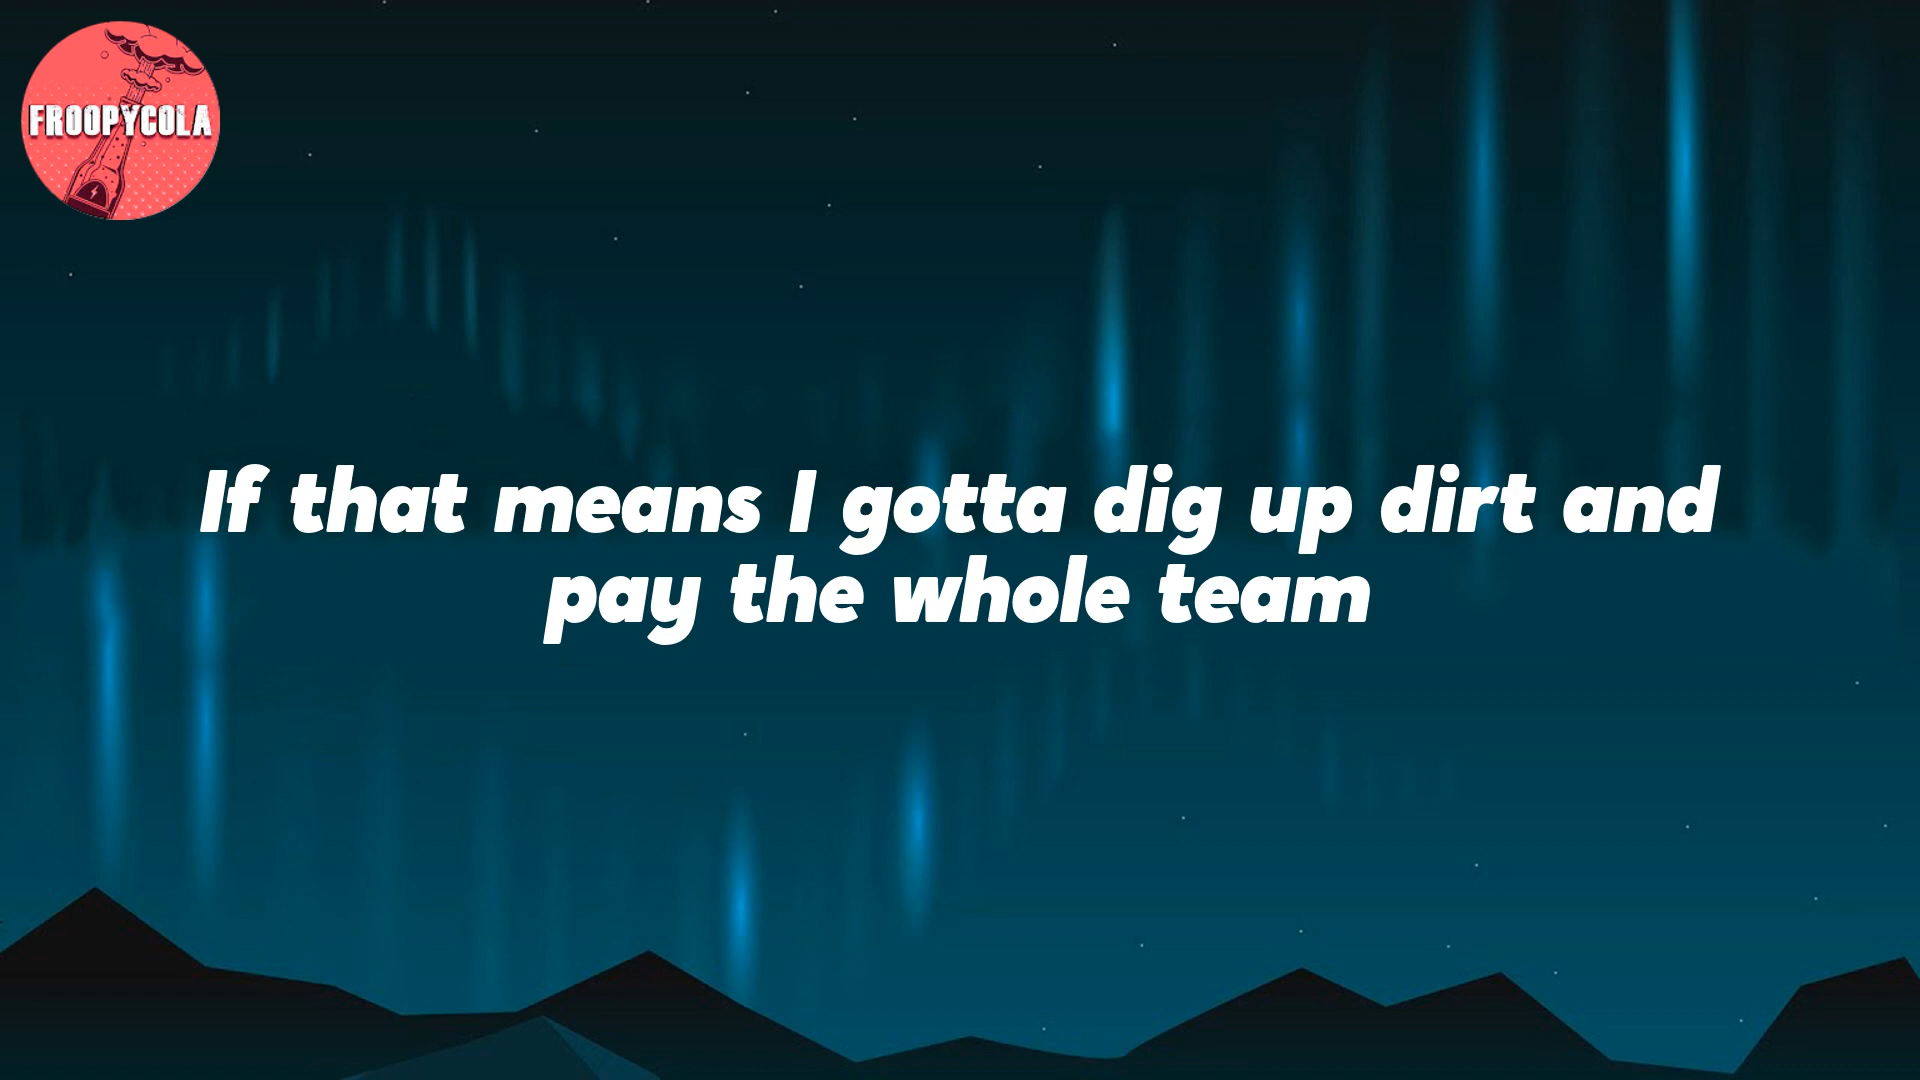 FROOPYCOLA
If that means I gotta dig up dirt and
pay the whole team